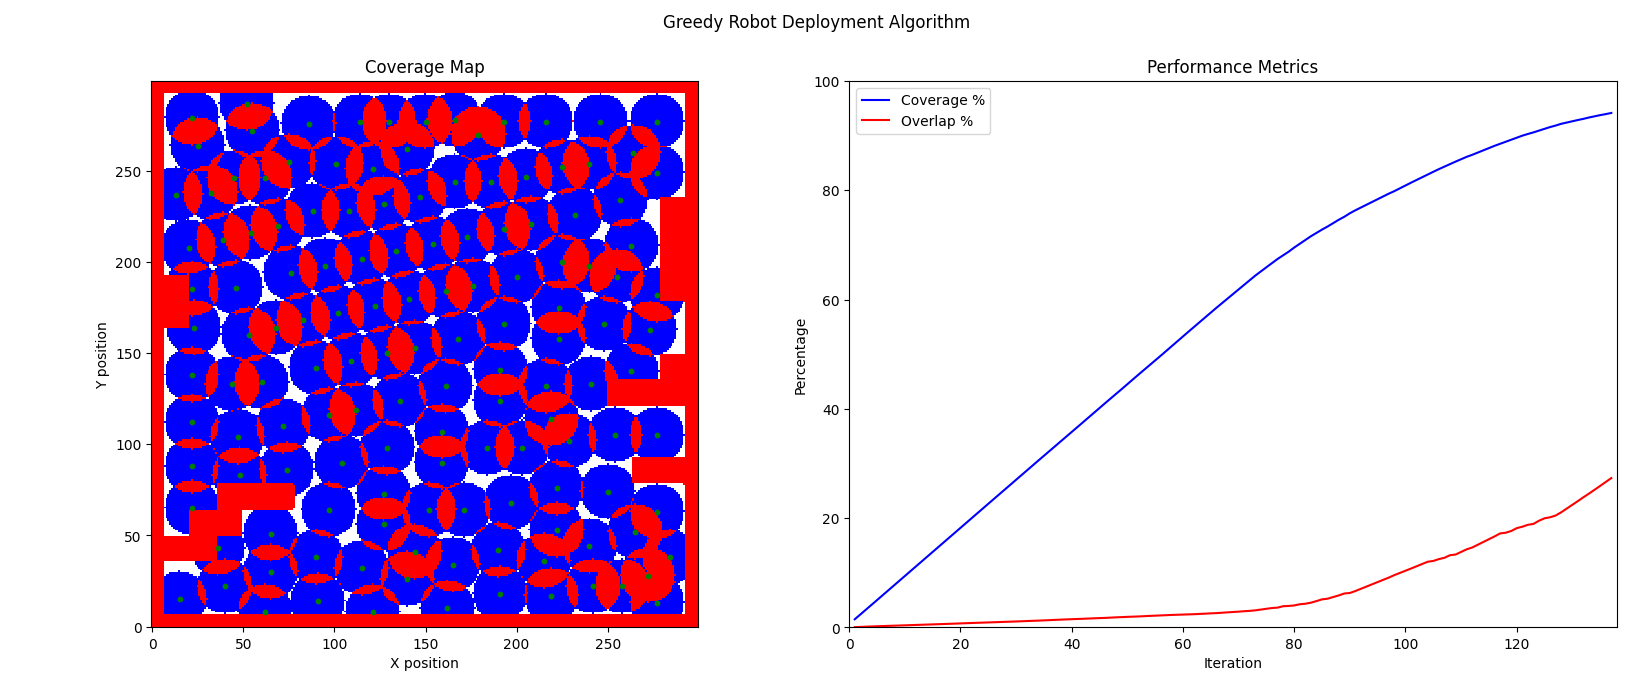 Greedy Robot Deployment Algorithm
Coverage Map
Y position
250
200
150
100
50
0
0 50 100 150 200 250
X position
Performance Metrics
Coverage %
Overlap %
Percentage
100
80
60
40
20
0
0 20 40 60 80 100 120
Iteration